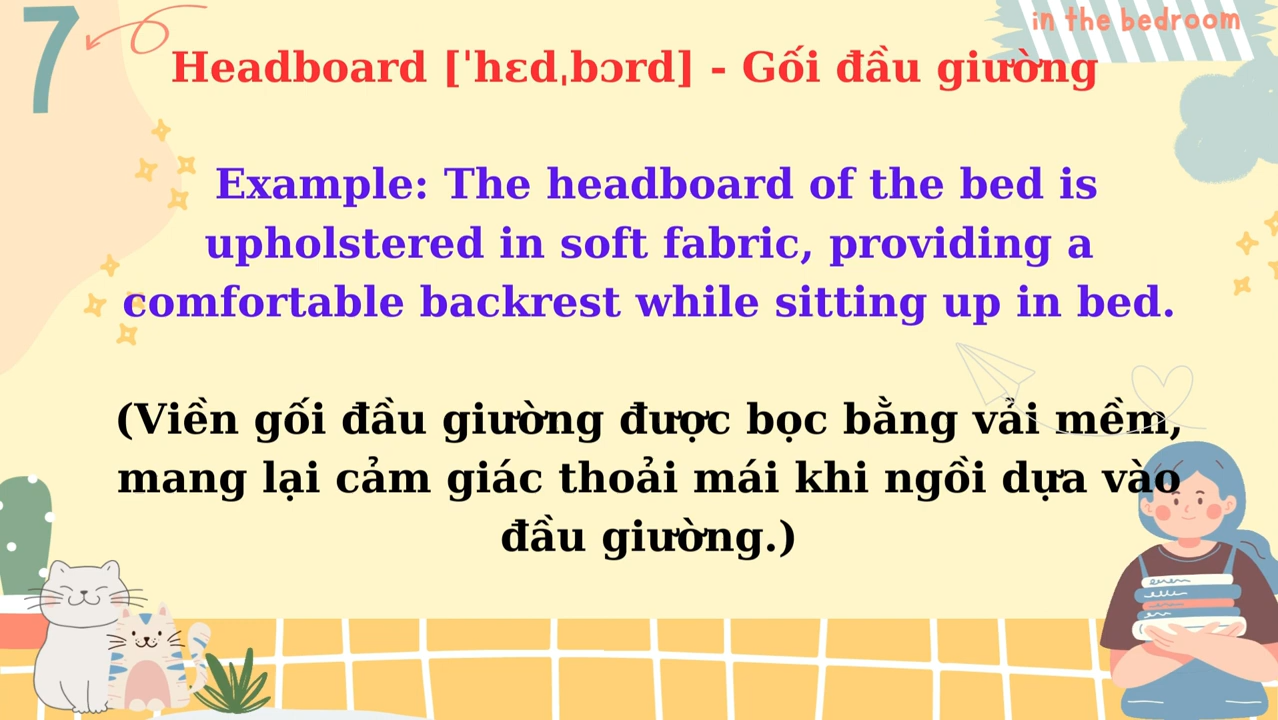 7
in the bedroom
Headboard [ˈhɛdˌbɔrd] - Gối đầu giường
Example: The headboard of the bed is
upholstered in soft fabric, providing a
comfortable backrest while sitting up in bed.
(Viền gối đầu giường được bọc bằng vải mềm,
mang lại cảm giác thoải mái khi ngồi dựa vào
đầu giường.)